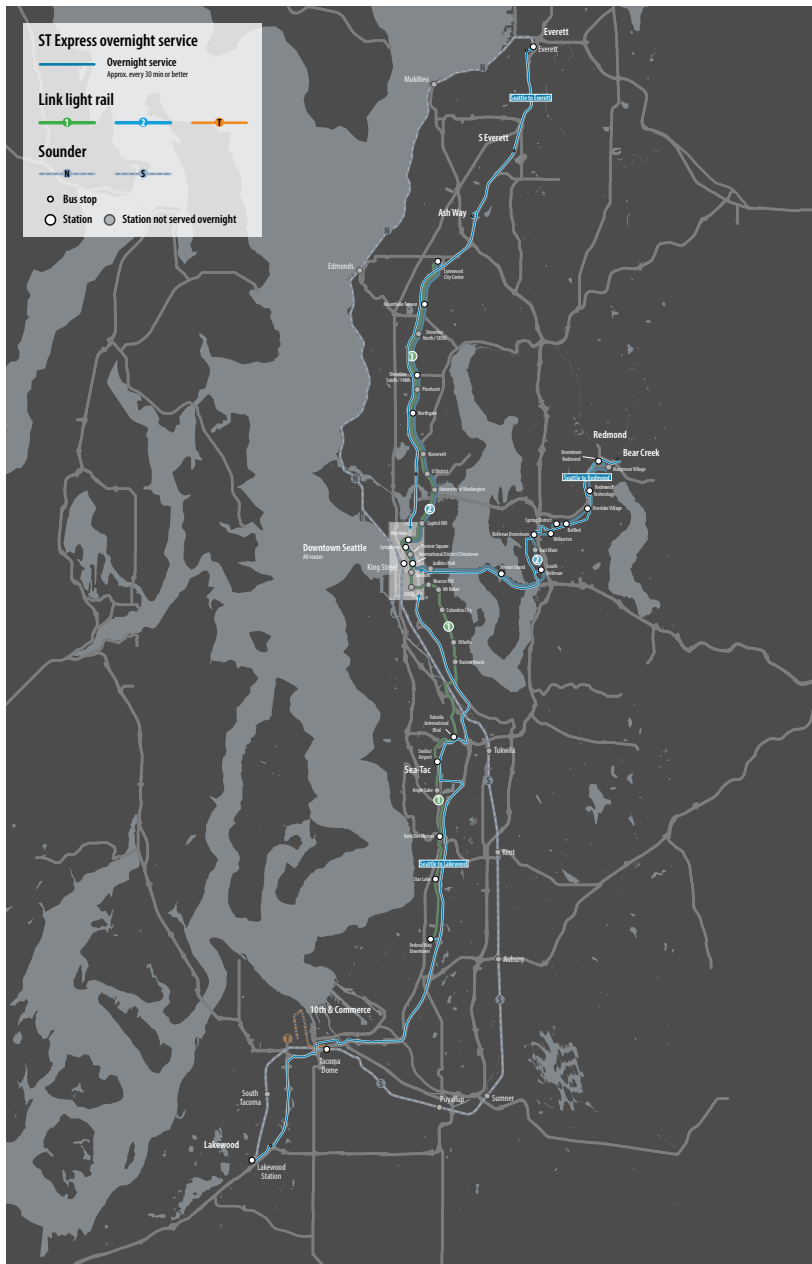 ST Express overnight service
Overnight service
Approx. every 30 min or better
Link light rail
1
2
T
Sounder
N
S
Bus stop
Station
Station not served overnight
Everett
Everett
N
Mukilteo
Seattle to Everett
S Everett
Ash Way
N
Edmonds
Lynnwood
City Center
Mountlake Terrace
Shoreline
North/185th
1
Shoreline
South/148th
Pinehurst
Northgate
Roosevelt
U District
University of Washington
N
2
Capitol Hill
Redmond
Downtown
Redmond
Bear Creek
Marymoor Village
Seattle to Redmond
Redmond
Technology
Overlake Village
Spring District
BelRed
Bellevue Downtown
Wilburton
East Main
2
South
Bellevue
Mercer Island
Westlake
Symphony
Pioneer Square
International District/Chinatown
Downtown Seattle
All routes
King Street
Judkins Park
Stadium
SODO
Beacon Hill
Mt Baker
Columbia City
1
Othello
Rainier Beach
Tukwila
International
Blvd
Tukwila
SeaTac/
Airport
Sea-Tac
S
Angle Lake
1
Kent Des Moines
Kent
Seattle to Lakewood
Star Lake
Federal Way
Downtown
Auburn
S
10th & Commerce
T
Tacoma
Dome
S
South
Tacoma
Puyallup
Sumner
Lakewood
Lakewood
Station